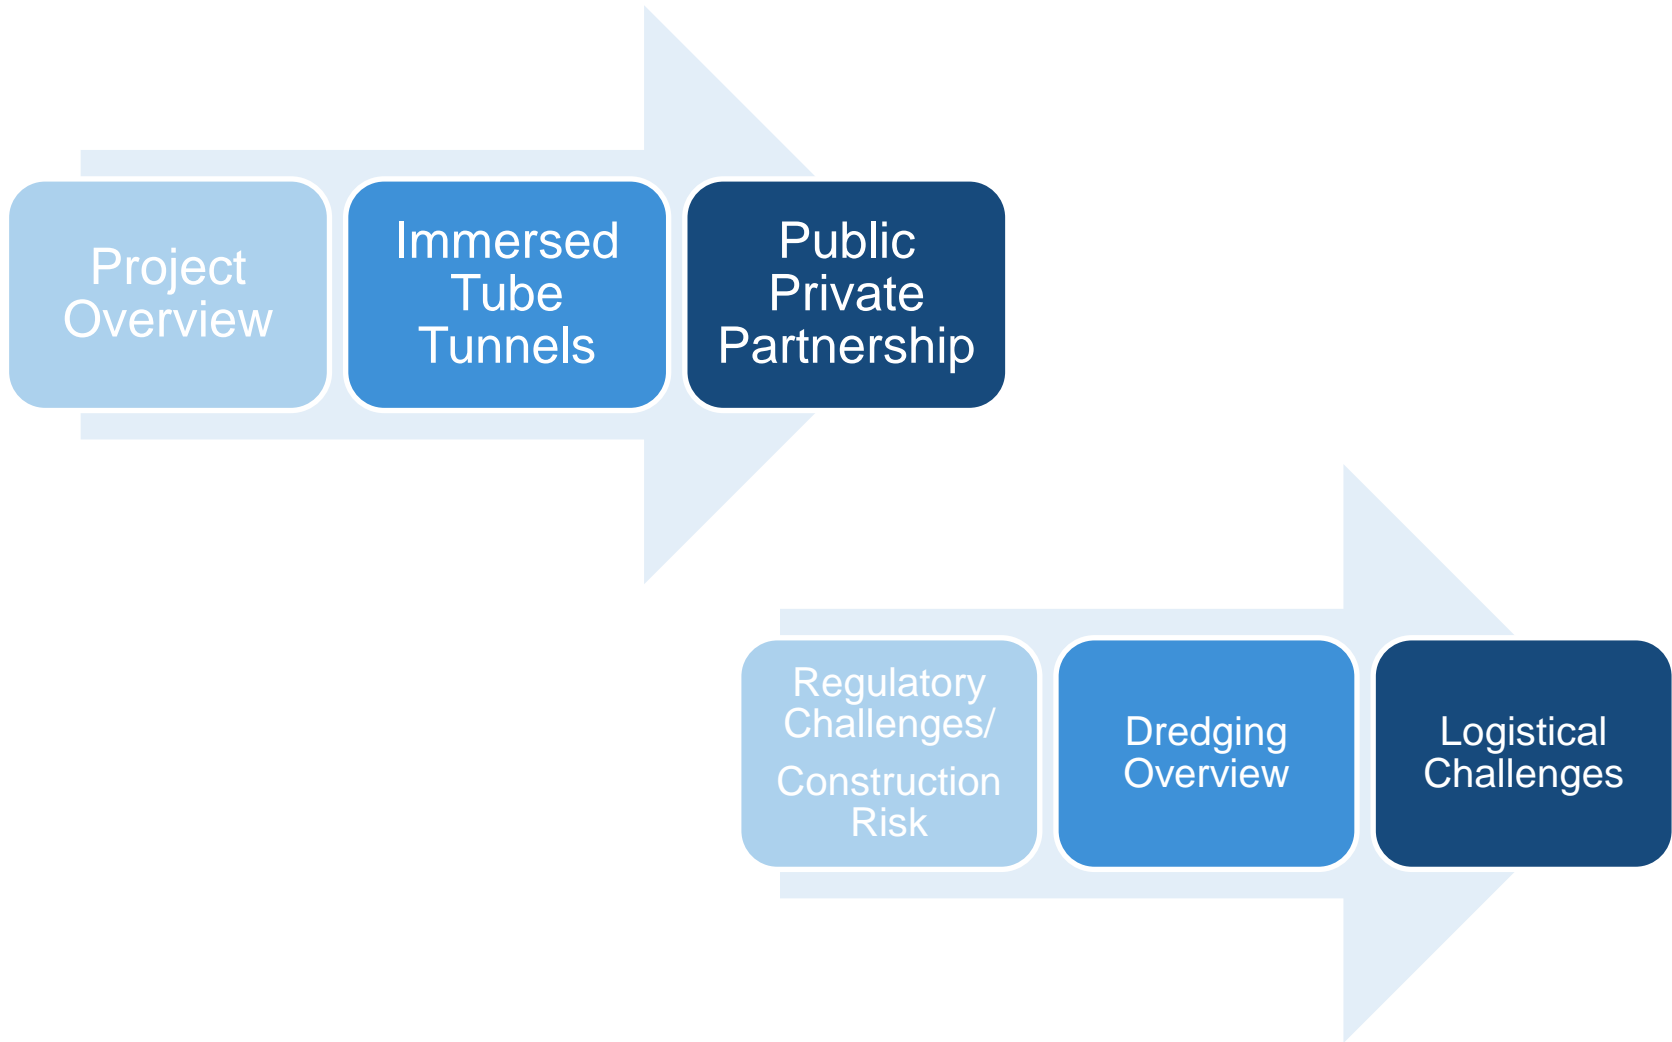 Project
Overview
Immersed
Tube
Tunnels
Public
Private
Partnership
Regulatory
Challenges/
Construction
Risk
Dredging
Overview
Logistical
Challenges